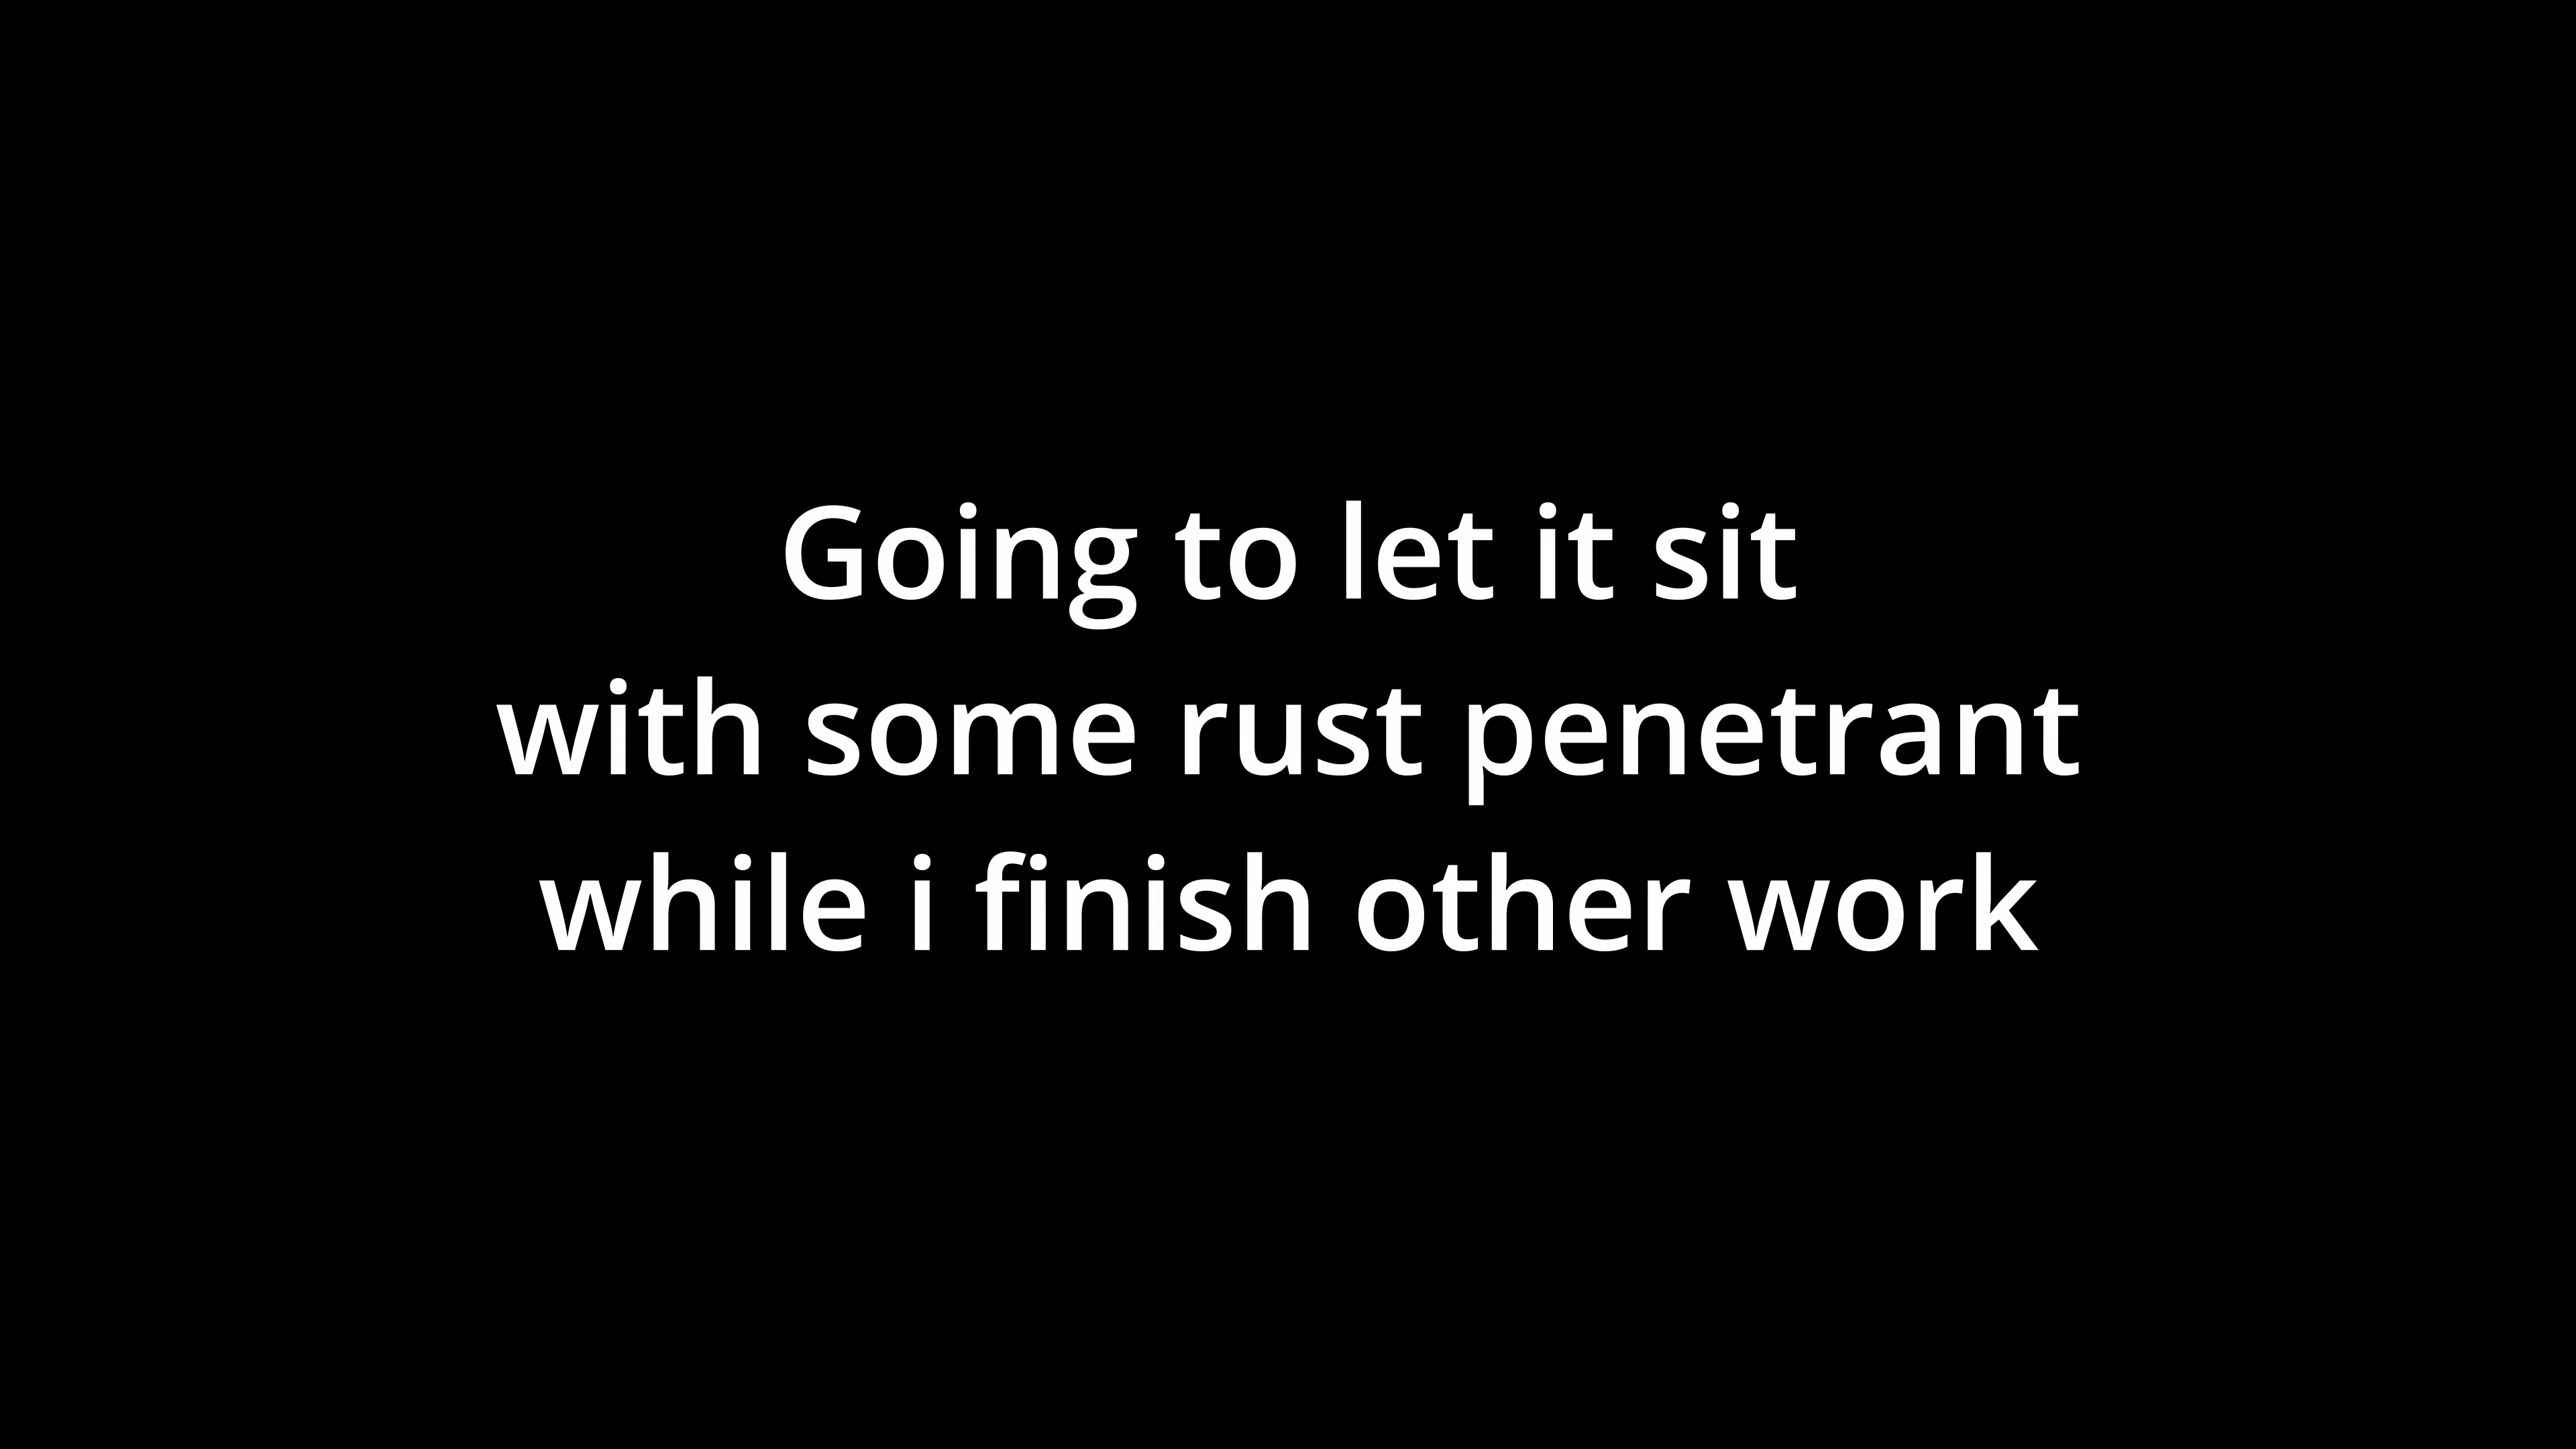 Going to let it sit
with some rust penetrant
while i finish other work